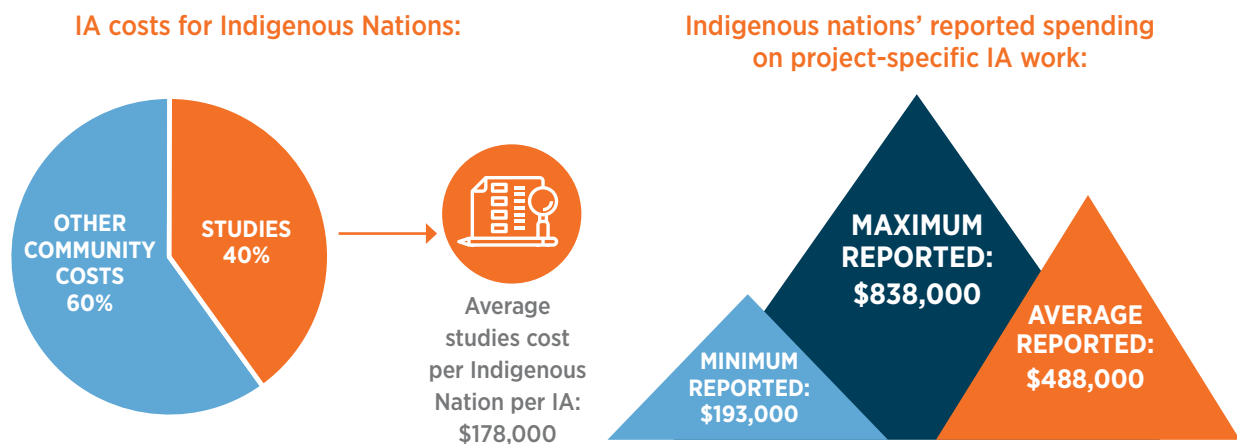 IA costs for Indigenous Nations:
OTHER
COMMUNITY
COSTS
60%
STUDIES
40%
Average
studies cost
per Indigenous
Nation per IA:
$178,000
Indigenous nations’ reported spending
on project-specific IA work:
MINIMUM
REPORTED:
$193,000
MAXIMUM
REPORTED:
$838,000
AVERAGE
REPORTED:
$488,000